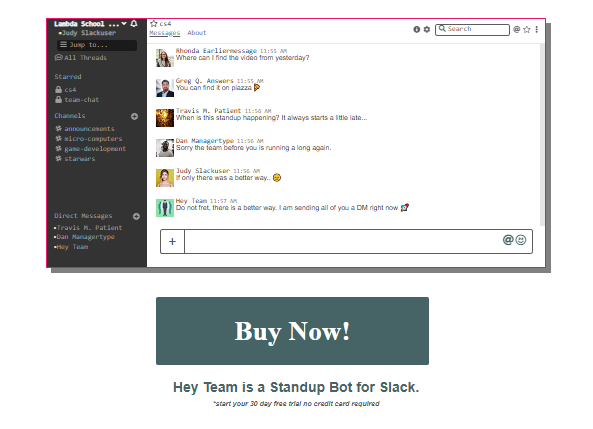 Lambda School ...
Judy Slackuser
Jump to...
All Threads
Starred
cs4
team-chat
Channels
announcements
micro-computers
game-development
starwars
Direct Messages
Travis M. Patient
Dan Managertype
Hey Team
cs4
Messages About
Search
Rhonda Earliermessage 11:55 AM
Where can I find the video from yesterday?
Greg Q. Answers 11:55 AM
You can find it on piazza
Travis M. Patient 11:56 AM
When is this standup happening? It always starts a little late...
Dan Managertype 11:56 AM
Sorry the team before you is running a long again.
Judy Slackuser 11:56 AM
If only there was a better way..
Hey Team 11:57 AM
Do not fret, there is a better way. I am sending all of you a DM right now
Buy Now!
Hey Team is a Standup Bot for Slack.
*start your 30 day free trial no credit card required